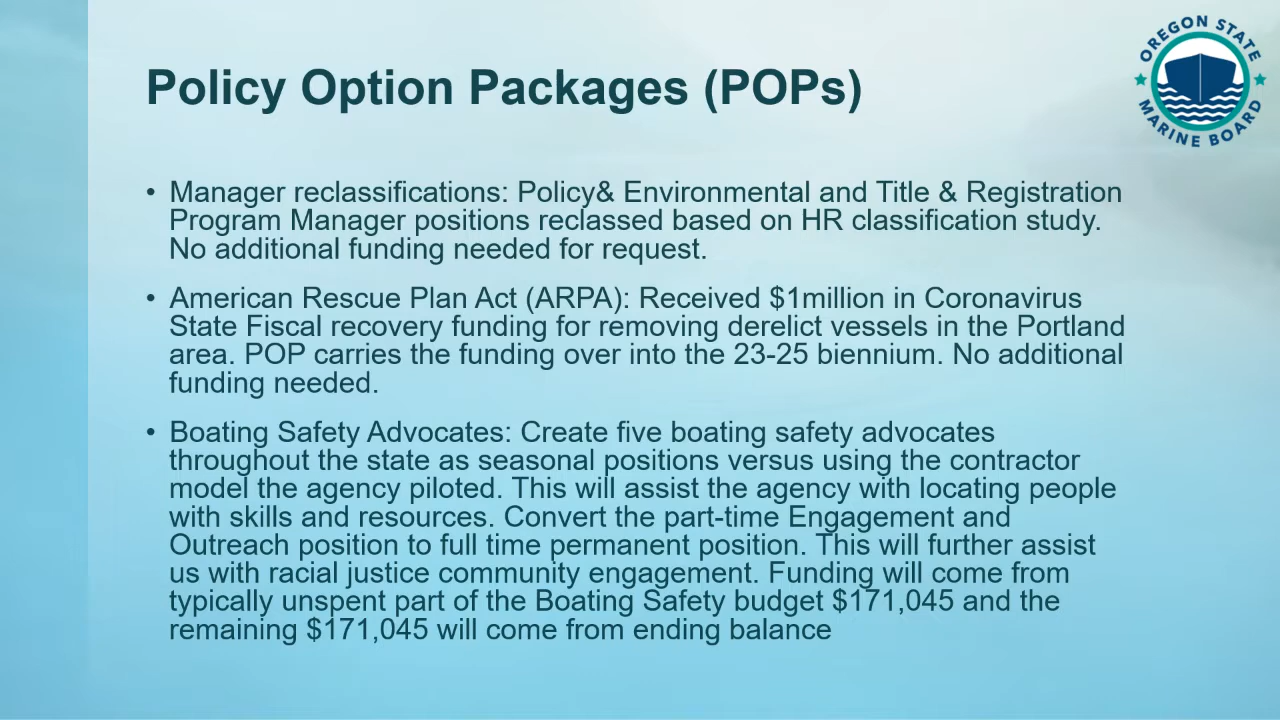 Policy Option Packages (POPs)
OREGON STATE
MARINE BOARD
• Manager reclassifications: Policy& Environmental and Title & Registration
Program Manager positions reclassed based on HR classification study.
No additional funding needed for request.
• American Rescue Plan Act (ARPA): Received $1million in Coronavirus
State Fiscal recovery funding for removing derelict vessels in the Portland
area. POP carries the funding over into the 23-25 biennium. No additional
funding needed.
• Boating Safety Advocates: Create five boating safety advocates
throughout the state as seasonal positions versus using the contractor
model the agency piloted. This will assist the agency with locating people
with skills and resources. Convert the part-time Engagement and
Outreach position to full time permanent position. This will further assist
us with racial justice community engagement. Funding will come from
typically unspent part of the Boating Safety budget $171,045 and the
remaining $171,045 will come from ending balance